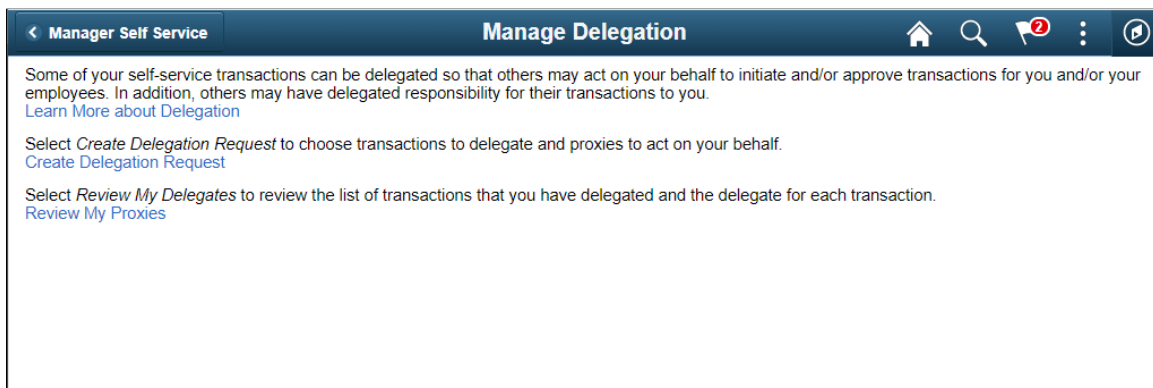 Manager Self Service
Manage Delegation
2
Some of your self-service transactions can be delegated so that others may act on your behalf to initiate and/or approve transactions for you and/or your
employees. In addition, others may have delegated responsibility for their transactions to you.
Learn More about Delegation
Select Create Delegation Request to choose transactions to delegate and proxies to act on your behalf.
Create Delegation Request
Select Review My Delegates to review the list of transactions that you have delegated and the delegate for each transaction.
Review My Proxies